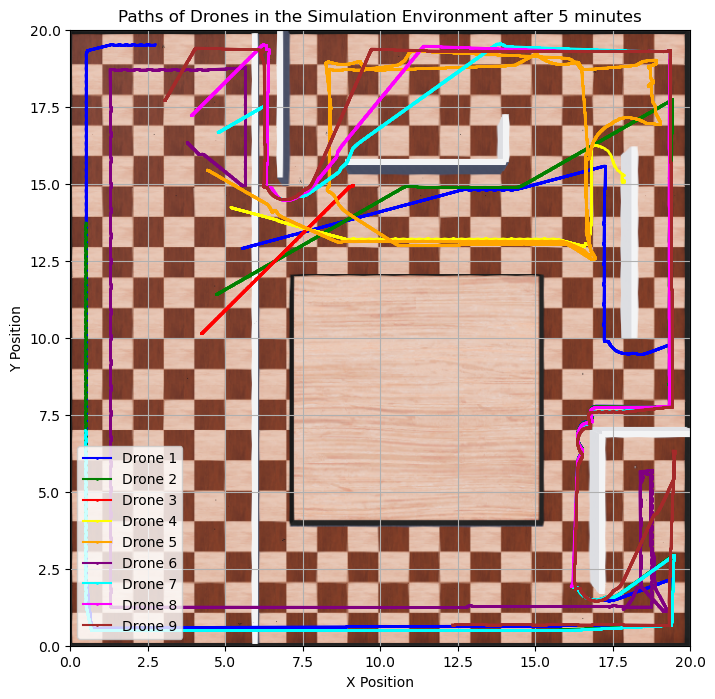 Paths of Drones in the Simulation Environment after 5 minutes
20.0
17.5
15.0
12.5
10.0
7.5
5.0
2.5
0.0
Y Position
Drone 1
Drone 2
Drone 3
Drone 4
Drone 5
Drone 6
Drone 7
Drone 8
Drone 9
0.0 2.5 5.0 7.5 10.0 12.5 15.0 17.5 20.0
X Position